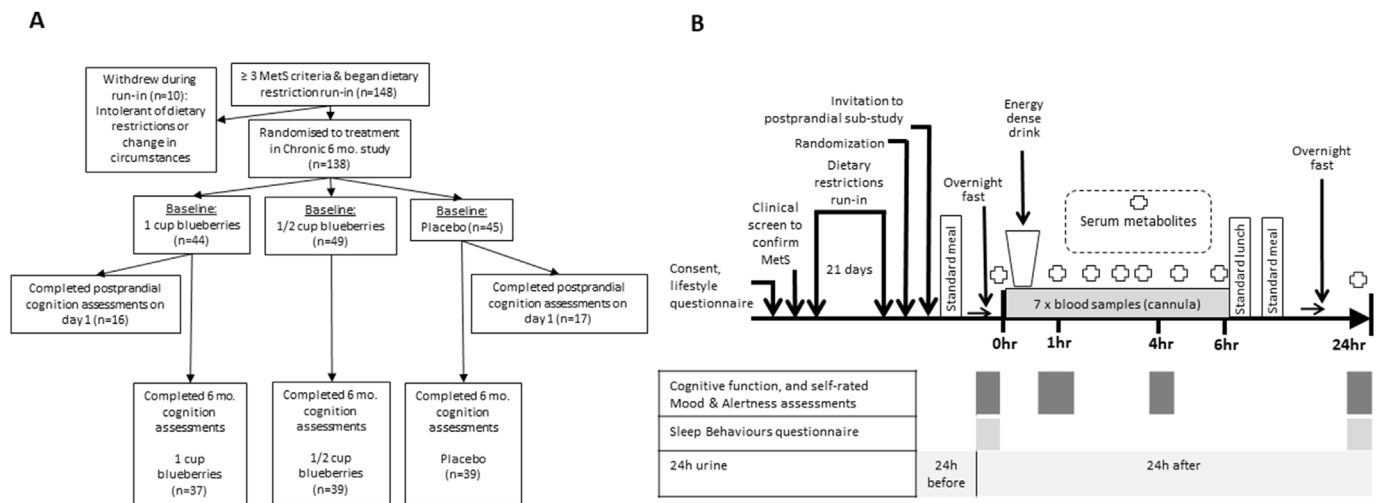 A
Withdrew during
run-in (n=10):
Intolerant of dietary
restrictions or
change in
circumstances
≥ 3 MetS criteria & began dietary
restriction run-in (n=148)
Randomised to treatment
in Chronic 6 mo. study
(n=138)
Baseline:
1 cup blueberries
(n=44)
Baseline:
1/2 cup blueberries
(n=49)
Baseline:
Placebo (n=45)
Completed postprandial
cognition assessments on
day 1 (n=16)
Completed postprandial
cognition assessments on
day 1 (n=17)
Completed 6 mo.
cognition
assessments
1 cup
blueberries
(n=37)
Completed 6 mo.
cognition
assessments
1/2 cup
blueberries
(n=39)
Completed 6 mo.
cognition
assessments
Placebo
(n=39)
B
Consent,
lifestyle
questionnaire
Clinical
screen to
confirm
MetS
Dietary
restrictions
run-in
21 days
Randomization
Invitation to
postprandial sub-study
Standard meal
Overnight
fast
Energy
dense
drink
Serum metabolites
7 x blood samples (cannula)
Standard lunch
Standard meal
Overnight
fast
0hr
1hr
4hr
6hr
24hr
Cognitive function, and self-rated
Mood & Alertness assessments
Sleep Behaviours questionnaire
24h urine
24h
before
24h after